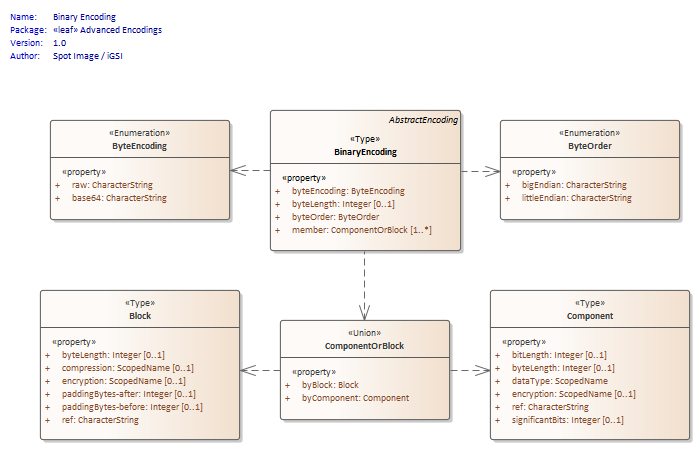 Name: Binary Encoding
Package: «leaf» Advanced Encodings
Version: 1.0
Author: Spot Image / iGSI
«Enumeration»
ByteEncoding
«property»
+ raw: CharacterString
+ base64: CharacterString
AbstractEncoding
«Type»
BinaryEncoding
«property»
+ byteEncoding: ByteEncoding
+ byteLength: Integer [0..1]
+ byteOrder: ByteOrder
+ member: ComponentOrBlock [1..*]
«Enumeration»
ByteOrder
«property»
+ bigEndian: CharacterString
+ littleEndian: CharacterString
«Type»
Block
«property»
+ byteLength: Integer [0..1]
+ compression: ScopedName [0..1]
+ encryption: ScopedName [0..1]
+ paddingBytes-after: Integer [0..1]
+ paddingBytes-before: Integer [0..1]
+ ref: CharacterString
«Union»
ComponentOrBlock
«property»
+ byBlock: Block
+ byComponent: Component
«Type»
Component
«property»
+ bitLength: Integer [0..1]
+ byteLength: Integer [0..1]
+ dataType: ScopedName
+ encryption: ScopedName [0..1]
+ ref: CharacterString
+ significantBits: Integer [0..1]